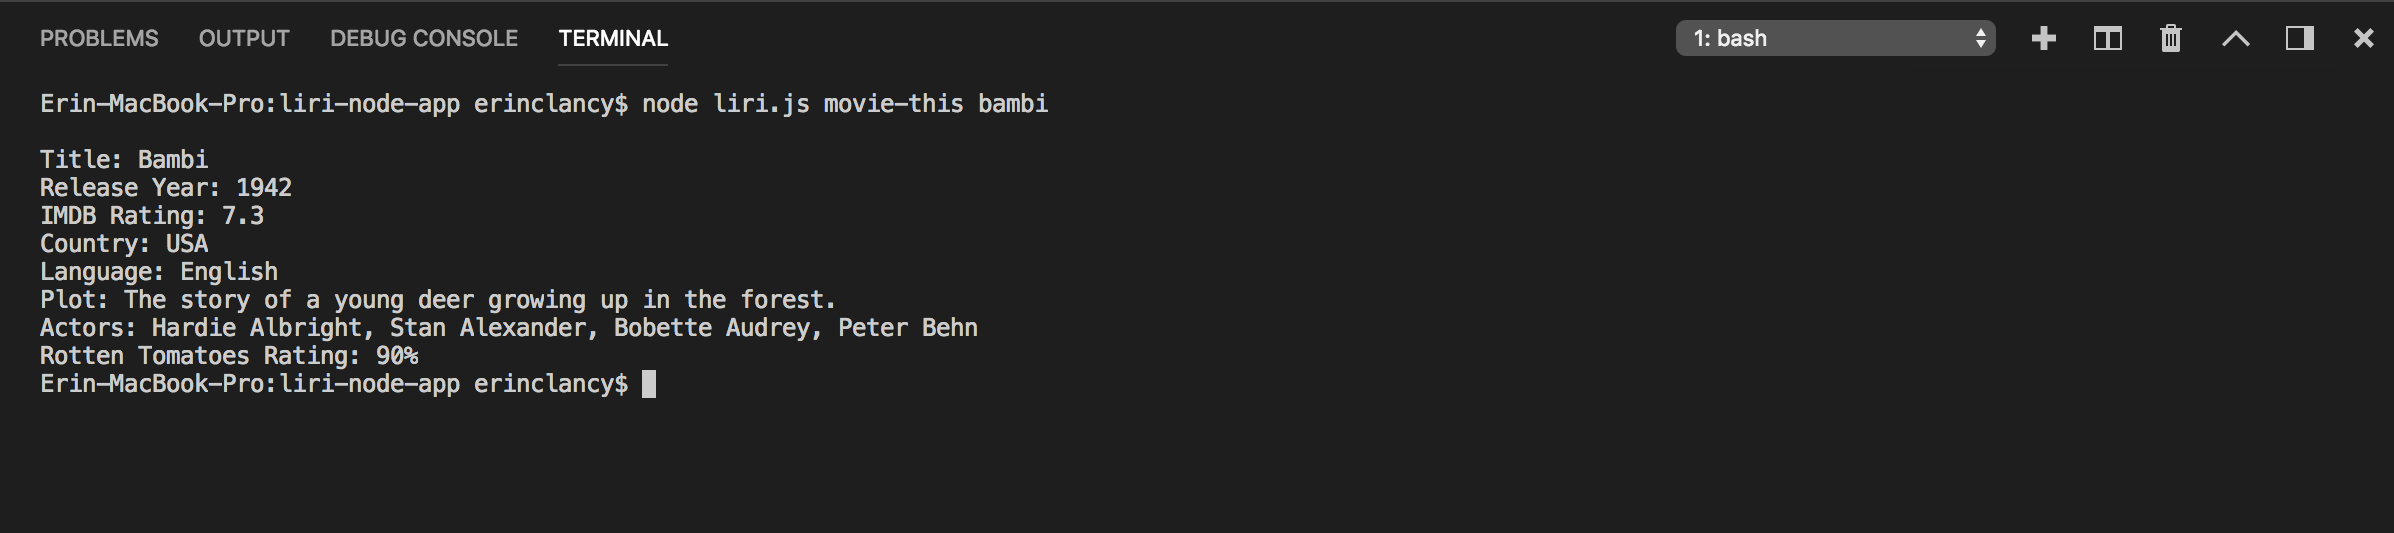 PROBLEMS OUTPUT DEBUG CONSOLE TERMINAL 1: bash
Erin-MacBook-Pro:liri-node-app erinclancy$ node liri.js movie-this bambi
Title: Bambi
Release Year: 1942
IMDB Rating: 7.3
Country: USA
Language: English
Plot: The story of a young deer growing up in the forest.
Actors: Hardie Albright, Stan Alexander, Bobette Audrey, Peter Behn
Rotten Tomatoes Rating: 90%
Erin-MacBook-Pro:liri-node-app erinclancy$